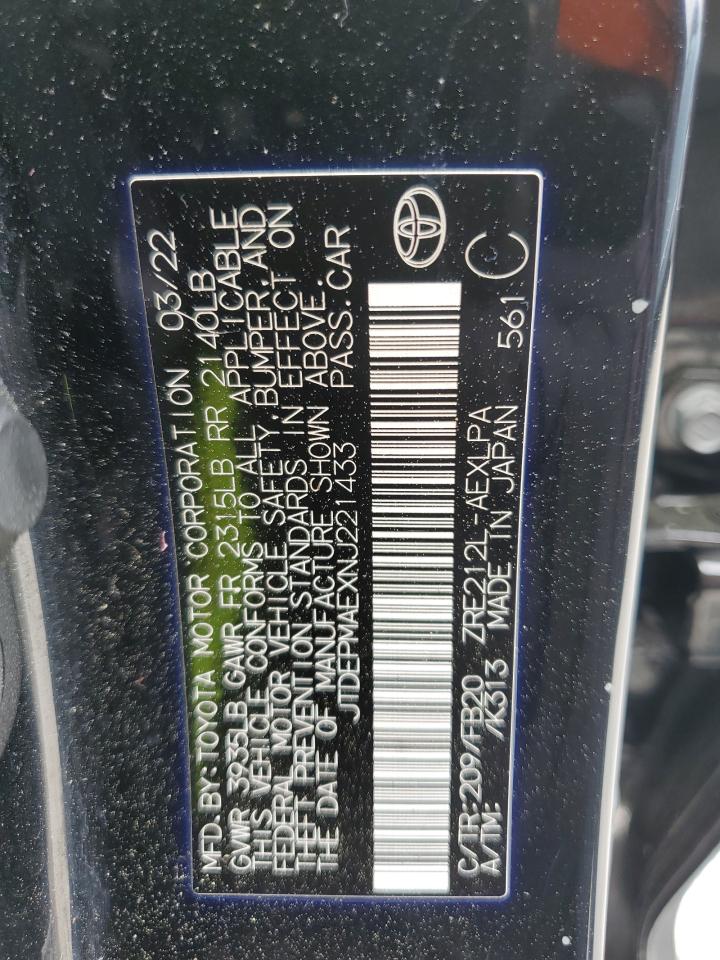 MFD.BY:TOYOTA MOTOR CORPORATION 03/22
GVWR 3935LB GAWR FR 2315LB RR 2140LB
THIS VEHICLE CONFORMS TO ALL APPLICABLE
FEDERAL MOTOR VEHICLE SAFETY,BUMPER,AND
THEFT PREVENTION STANDARDS IN EFFECT ON
THE DATE OF MANUFACTURE SHOWN ABOVE.
JTDEPMAEXNJ221433 PASS.CAR
C/TR:209/FB20 ZRE212L-AEXLPA
A/TM: /K313 MADE IN JAPAN 561 C